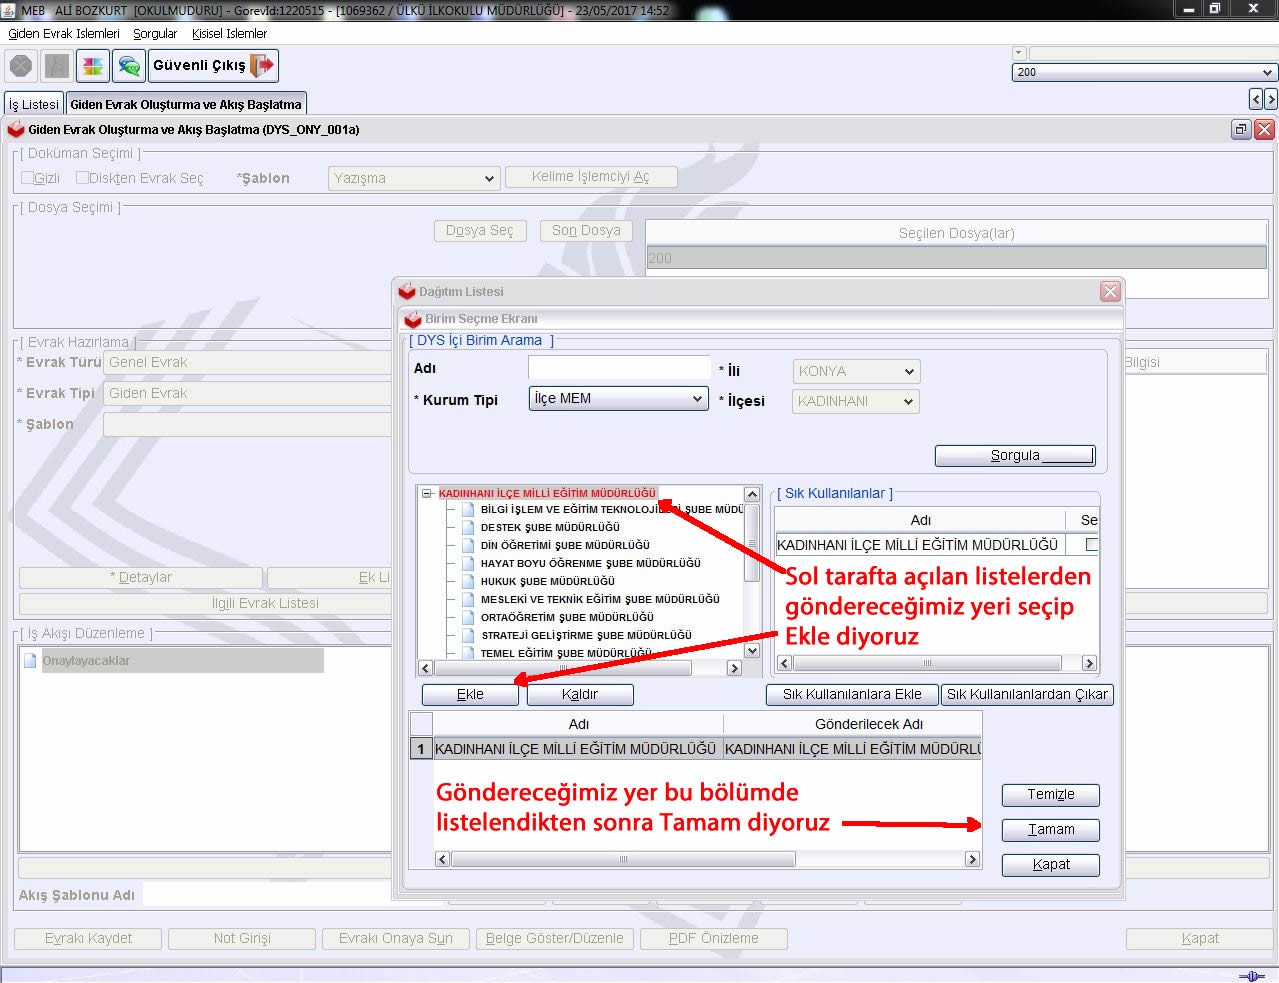 MEB ALİ BOZKURT [OKULMUDURU] - GorevId:1220515 - [1069362 / ÜLKÜ İLKOKULU MÜDÜRLÜĞÜ] - 23/05/2017 14:52
Giden Evrak Islemleri Sorgular Kisisel Islemler
Güvenli Çıkış
200
İş Listesi Giden Evrak Oluşturma ve Akış Başlatma
Giden Evrak Oluşturma ve Akış Başlatma (DYS_ONY_001a)
[ Doküman Seçimi ]
Gizli Diskten Evrak Seç *Şablon Yazışma Kelime İşlemciyi Aç
[ Dosya Seçimi ]
Dosya Seç Son Dosya Seçilen Dosya(lar)
200
Dağıtım Listesi
Birim Seçme Ekranı
[ DYS İçi Birim Arama ]
Adı * İli KONYA
* Kurum Tipi İlçe MEM * İlçesi KADINHANI
Sorgula
[ Evrak Hazırlama ]
* Evrak Türü Genel Evrak Bilgisi
* Evrak Tipi Giden Evrak
* Şablon
KADINHANI İLÇE MİLLİ EĞİTİM MÜDÜRLÜĞÜ
BİLGİ İŞLEM VE EĞİTİM TEKNOLOJİLERİ ŞUBE MÜDÜ
DESTEK ŞUBE MÜDÜRLÜĞÜ
DİN ÖĞRETİMİ ŞUBE MÜDÜRLÜĞÜ
HAYAT BOYU ÖĞRENME ŞUBE MÜDÜRLÜĞÜ
HUKUK ŞUBE MÜDÜRLÜĞÜ
MESLEKİ VE TEKNİK EĞİTİM ŞUBE MÜDÜRLÜĞÜ
ORTAÖĞRETİM ŞUBE MÜDÜRLÜĞÜ
STRATEJİ GELİŞTİRME ŞUBE MÜDÜRLÜĞÜ
TEMEL EĞİTİM ŞUBE MÜDÜRLÜĞÜ
[ Sık Kullanılanlar ]
Adı Se
KADINHANI İLÇE MİLLİ EĞİTİM MÜDÜRLÜĞÜ
Sol tarafta açılan listelerden
göndereceğimiz yeri seçip
Ekle diyoruz
* Detaylar Ek Li
İlgili Evrak Listesi
[ İş Akışı Düzenleme ]
Onaylayacaklar
Ekle Kaldır Sık Kullanılanlara Ekle Sık Kullanılanlardan Çıkar
Adı Gönderilecek Adı
1 KADINHANI İLÇE MİLLİ EĞİTİM MÜDÜRLÜĞÜ KADINHANI İLÇE MİLLİ EĞİTİM MÜDÜRLÜ
Göndereceğimiz yer bu bölümde
listelendikten sonra Tamam diyoruz
Temizle
Tamam
Kapat
Akış Şablonu Adı
Evrakı Kaydet Not Girişi Evrakı Onaya Sun Belge Göster/Düzenle PDF Önizleme Kapat